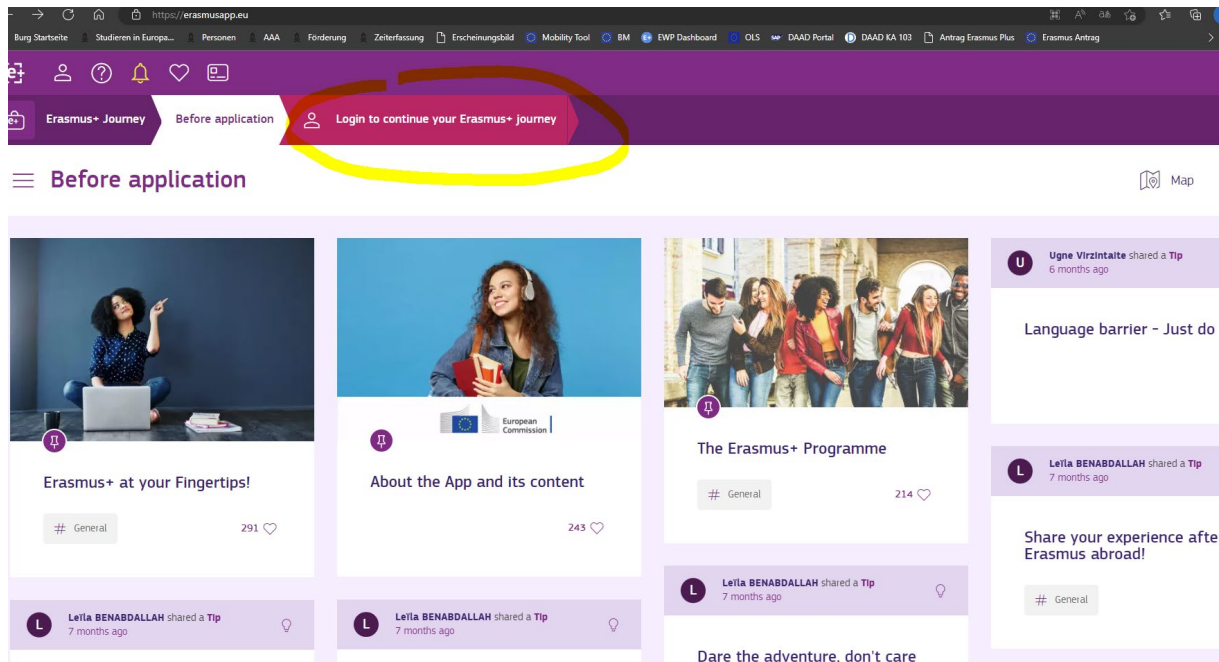 https://erasmusapp.eu
Burg Startseite Studieren in Europa... Personen AAA Förderung Zeiterfassung Erscheinungsbild Mobility Tool BM EWP Dashboard OLS DAAD Portal DAAD KA 103 Antrag Erasmus Plus Erasmus Antrag
Erasmus+ Journey Before application Login to continue your Erasmus+ journey
Before application
Map
Ugne Virzintaite shared a Tip
6 months ago
Language barrier - Just do
European
Commission
Erasmus+ at your Fingertips!
# General 291
About the App and its content
243
The Erasmus+ Programme
# General 214
Leïla BENABDALLAH shared a Tip
7 months ago
Share your experience afte
Erasmus abroad!
# General
L
Leïla BENABDALLAH shared a Tip
7 months ago
L
Leïla BENABDALLAH shared a Tip
7 months ago
L
Leïla BENABDALLAH shared a Tip
7 months ago
Dare the adventure, don't care